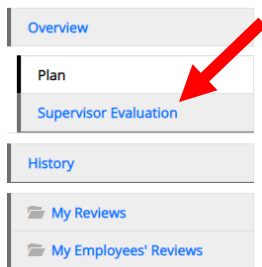 Overview
Plan
Supervisor Evaluation
History
My Reviews
My Employees' Reviews